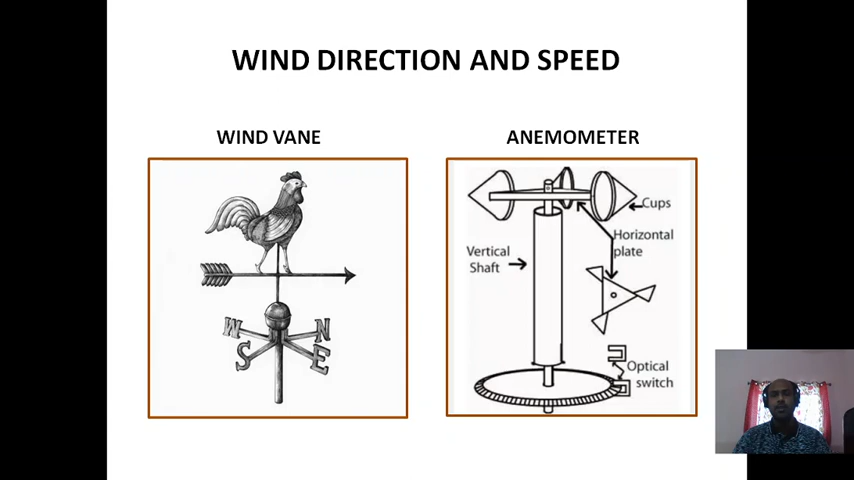 WIND DIRECTION AND SPEED
WIND VANE
ANEMOMETER
W
N
S
E
Cups
Horizontal
plate
Vertical
Shaft
Optical
switch